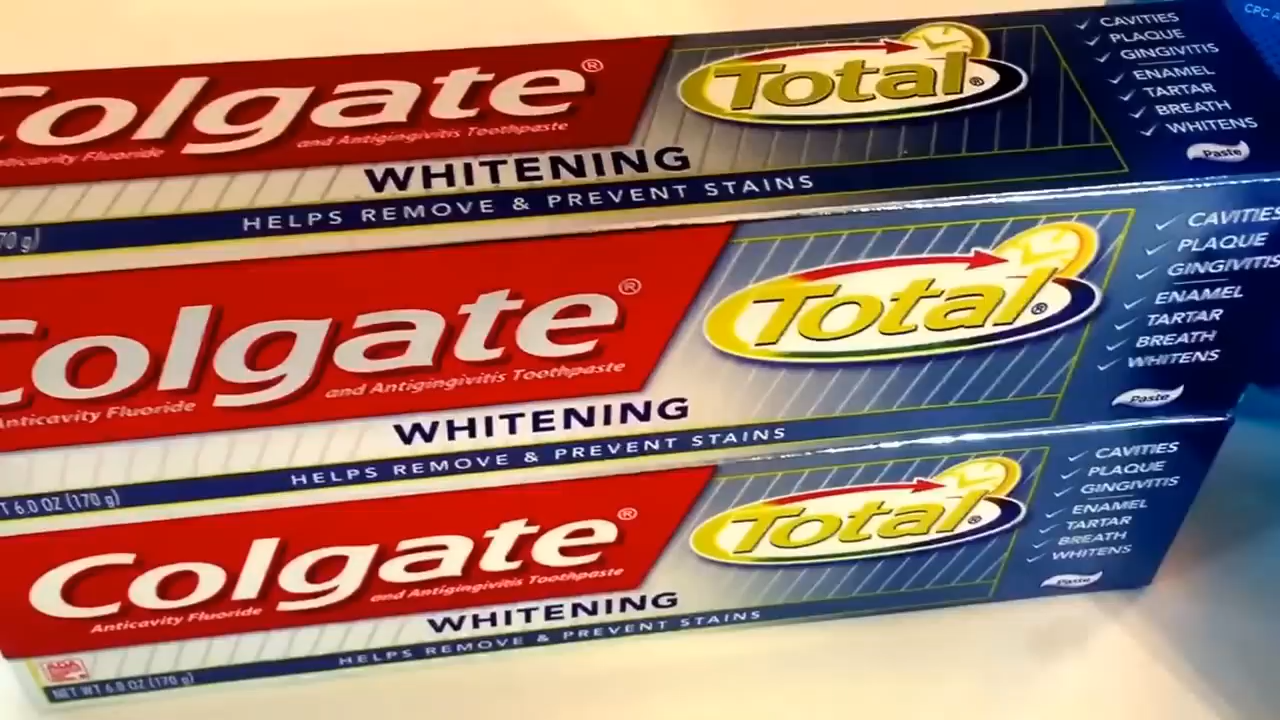 CPC
Colgate®
Anticavity Fluoride and Antigingivitis Toothpaste
WHITENING
HELPS REMOVE & PREVENT STAINS
70 g)
Total®
CAVITIES
PLAQUE
GINGIVITIS
ENAMEL
TARTAR
BREATH
WHITENS
Paste
Colgate®
Anticavity Fluoride and Antigingivitis Toothpaste
WHITENING
HELPS REMOVE & PREVENT STAINS
T 6.0 OZ (170 g)
Total®
CAVITIES
PLAQUE
GINGIVITIS
ENAMEL
TARTAR
BREATH
WHITENS
Paste
Colgate®
Anticavity Fluoride and Antigingivitis Toothpaste
WHITENING
HELPS REMOVE & PREVENT STAINS
NET WT 6.0 OZ (170 g)
Total®
CAVITIES
PLAQUE
GINGIVITIS
ENAMEL
TARTAR
BREATH
WHITENS
Paste